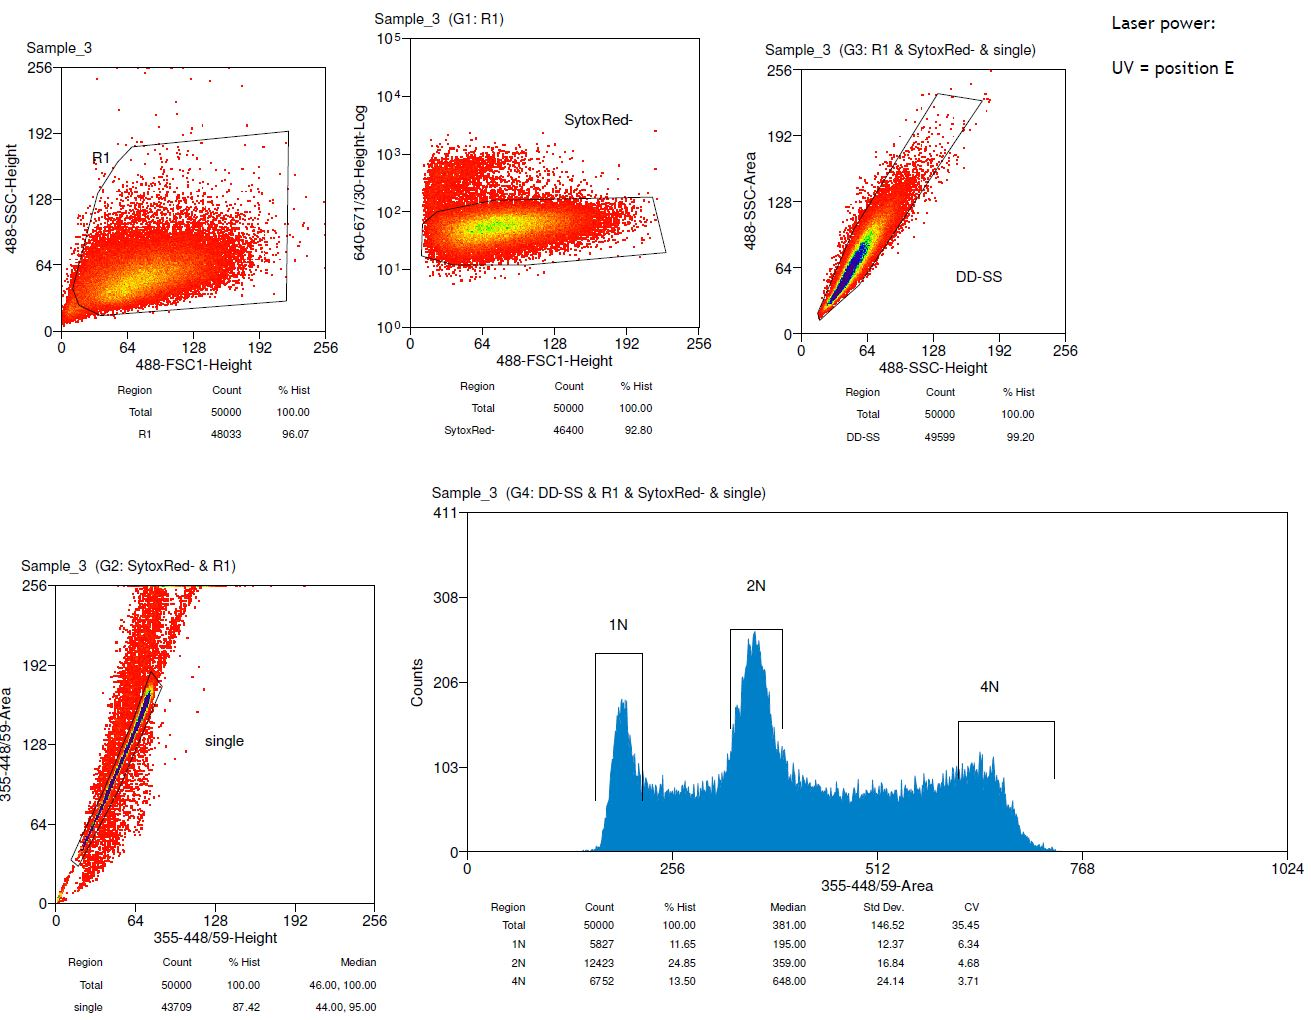 Sample_3
256
192
128
64
0
0 64 128 192 256
488-SSC-Height
488-FSC1-Height
R1
Region Count % Hist
Total 50000 100.00
R1 48033 96.07
Sample_3 (G1: R1)
10^5
10^4
10^3
10^2
10^1
10^0
0 64 128 192 256
640-671/30-Height-Log
488-FSC1-Height
SytoxRed-
Region Count % Hist
Total 50000 100.00
SytoxRed- 46400 92.80
Sample_3 (G3: R1 & SytoxRed- & single)
256
192
128
64
0
0 64 128 192 256
488-SSC-Area
488-SSC-Height
DD-SS
Region Count % Hist
Total 50000 100.00
DD-SS 49599 99.20
Laser power:
UV = position E
Sample_3 (G2: SytoxRed- & R1)
256
192
128
64
0
0 64 128 192 256
355-448/59-Area
355-448/59-Height
single
Region Count % Hist Median
Total 50000 100.00 46.00, 100.00
single 43709 87.42 44.00, 95.00
Sample_3 (G4: DD-SS & R1 & SytoxRed- & single)
411
308
206
103
0
0 256 512 768 1024
Counts
355-448/59-Area
1N
2N
4N
Region Count % Hist Median Std Dev. CV
Total 50000 100.00 381.00 146.52 35.45
1N 5827 11.65 195.00 12.37 6.34
2N 12423 24.85 359.00 16.84 4.68
4N 6752 13.50 648.00 24.14 3.71